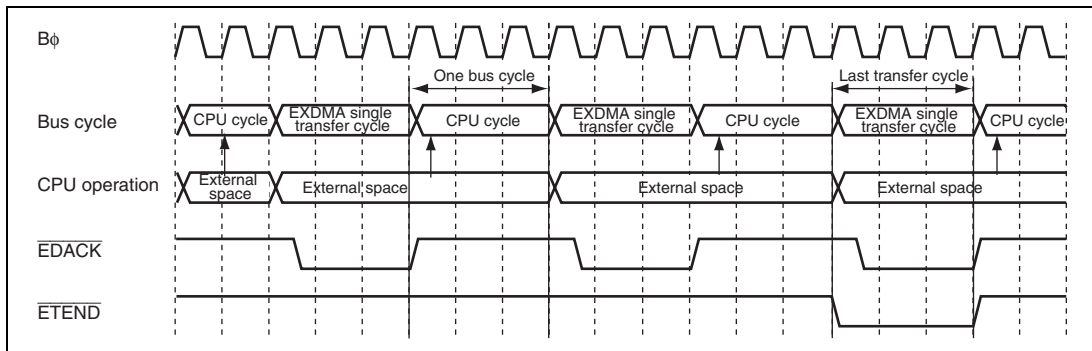 Bϕ
One bus cycle
Last transfer cycle
Bus cycle
CPU cycle
EXDMA single
transfer cycle
CPU cycle
EXDMA single
transfer cycle
CPU cycle
EXDMA single
transfer cycle
CPU cycle
CPU operation
External
space
External space
External space
External space
EDACK
ETEND